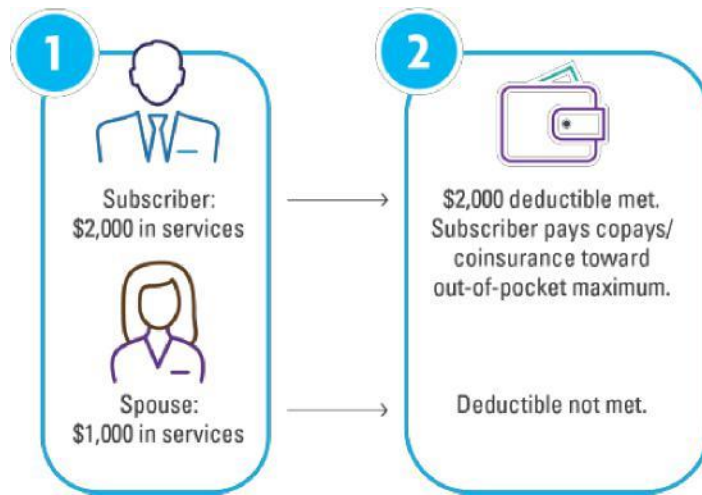 1
Subscriber:
$2,000 in services
Spouse:
$1,000 in services
2
$2,000 deductible met.
Subscriber pays copays/
coinsurance toward
out-of-pocket maximum.
Deductible not met.